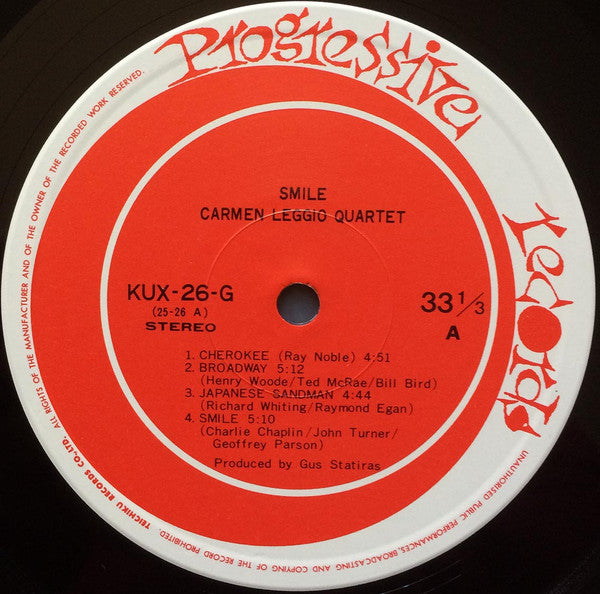 Progressive
records
SMILE
CARMEN LEGGIO QUARTET
KUX-26-G
(25-26 A)
STEREO
33 1/3
A
1. CHEROKEE (Ray Noble) 4:51
2. BROADWAY 5:12
(Henry Woode/Ted McRae/Bill Bird)
3. JAPANESE SANDMAN 4:44
(Richard Whiting/Raymond Egan)
4. SMILE 5:10
(Charlie Chaplin/John Turner/
Geoffrey Parson)
Produced by Gus Statiras
TEICHIKU RECORDS CO.,LTD. ALL RIGHTS OF THE MANUFACTURER AND OF THE OWNER OF THE RECORDED WORK RESERVED.
UNAUTHORISED PUBLIC PERFORMANCES, BROADCASTING AND COPYING OF THE RECORD PROHIBITED.